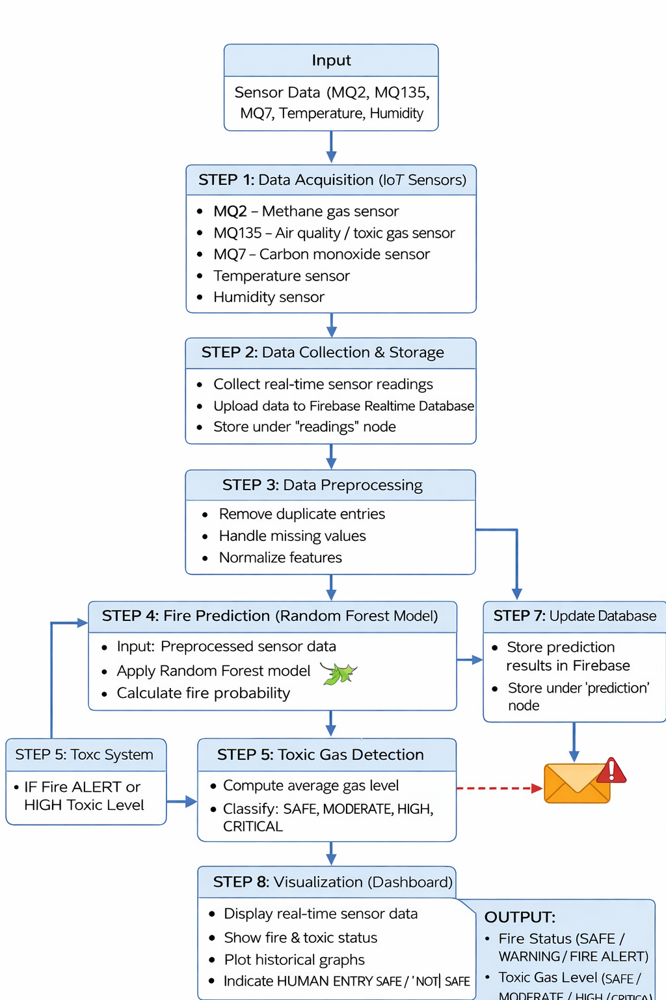 Input
Sensor Data (MQ2, MQ135,
MQ7, Temperature, Humidity
STEP 1: Data Acquisition (IoT Sensors)
• MQ2 – Methane gas sensor
• MQ135 – Air quality / toxic gas sensor
• MQ7 – Carbon monoxide sensor
• Temperature sensor
• Humidity sensor
STEP 2: Data Collection & Storage
• Collect real-time sensor readings
• Upload data to Firebase Realtime Database
• Store under "readings" node
STEP 3: Data Preprocessing
• Remove duplicate entries
• Handle missing values
• Normalize features
STEP 4: Fire Prediction (Random Forest Model)
• Input: Preprocessed sensor data
• Apply Random Forest model
• Calculate fire probability
STEP 7: Update Database
• Store prediction
results in Firebase
• Store under 'prediction'
node
STEP 5: Toxc System
• IF Fire ALERT or
HIGH Toxic Level
STEP 5: Toxic Gas Detection
• Compute average gas level
• Classify: SAFE, MODERATE, HIGH,
CRITICAL
STEP 8: Visualization (Dashboard)
• Display real-time sensor data
• Show fire & toxic status
• Plot historical graphs
• Indicate HUMAN ENTRY SAFE / 'NOT| SAFE
OUTPUT:
• Fire Status (SAFE /
WARNING / FIRE ALERT)
• Toxic Gas Level (SAFE /
MODERATE / HIGH / CRITICA)